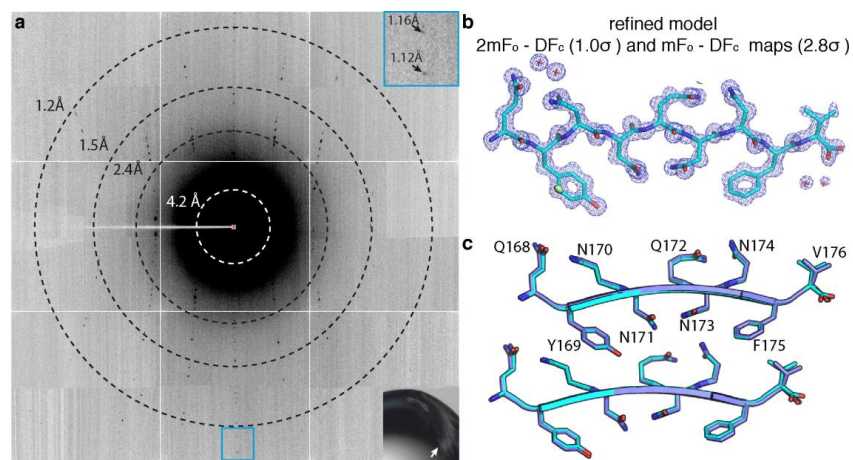 a
1.16Å
1.12Å
1.2Å
1.5Å
2.4Å
4.2 Å
b
refined model
2mFo - DFc (1.0σ) and mFo - DFc maps (2.8σ)
c
Q168
N170
Q172
N174
V176
N171
N173
Y169
F175